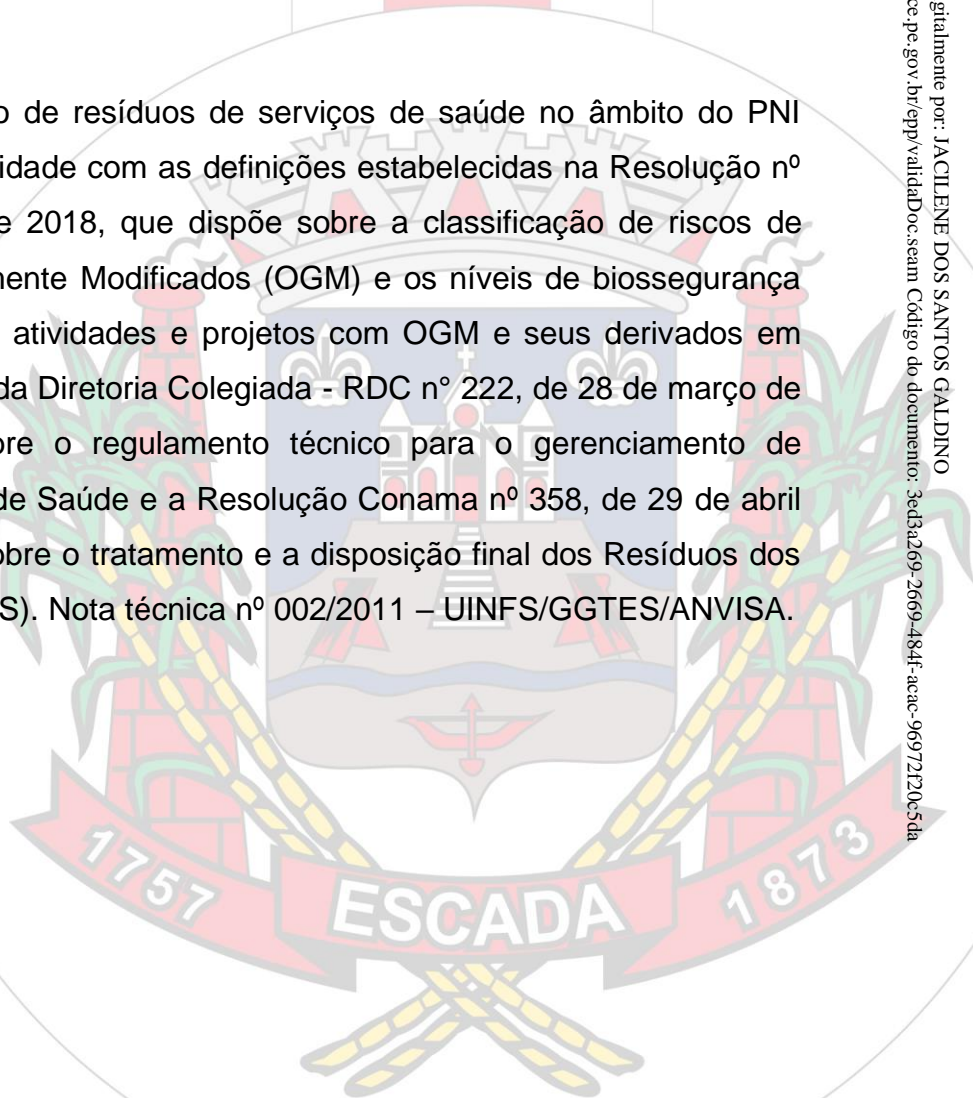 o de resíduos de serviços de saúde no âmbito do PNI
idade com as definições estabelecidas na Resolução nº
e 2018, que dispõe sobre a classificação de riscos de
mente Modificados (OGM) e os níveis de biossegurança
atividades e projetos com OGM e seus derivados em
da Diretoria Colegiada - RDC n° 222, de 28 de março de
bre o regulamento técnico para o gerenciamento de
de Saúde e a Resolução Conama nº 358, de 29 de abril
obre o tratamento e a disposição final dos Resíduos dos
S). Nota técnica nº 002/2011 – UINFS/GGTES/ANVISA.
1757
ESCADA
1873
gitalmente por: JACILENE DOS SANTOS GALDINO
ce.pe.gov.br/epp/validaDoc.seam Código do documento: 3ed3a269-2669-484f-acac-96972f20c5da